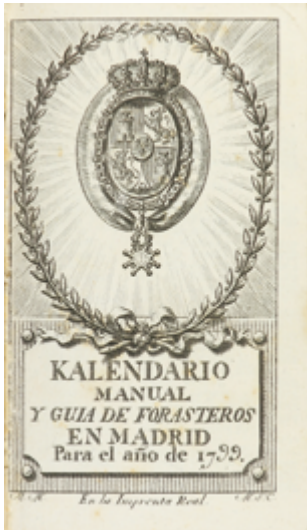 KALENDARIO
MANUAL
Y GUIA DE FORASTEROS
EN MADRID
Para el año de 1799.
En la Imprenta Real